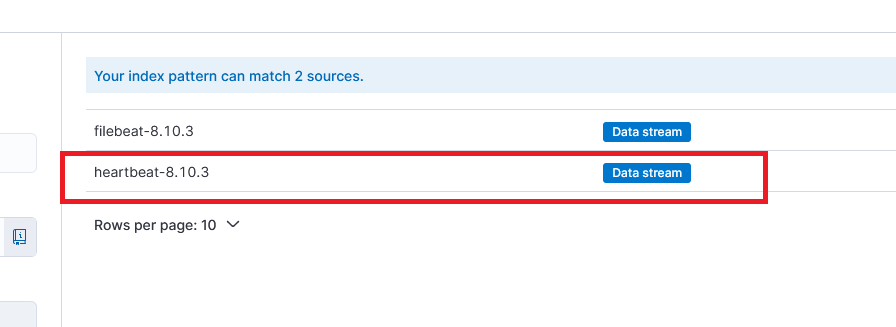 Your index pattern can match 2 sources.
filebeat-8.10.3 Data stream
heartbeat-8.10.3 Data stream
Rows per page: 10